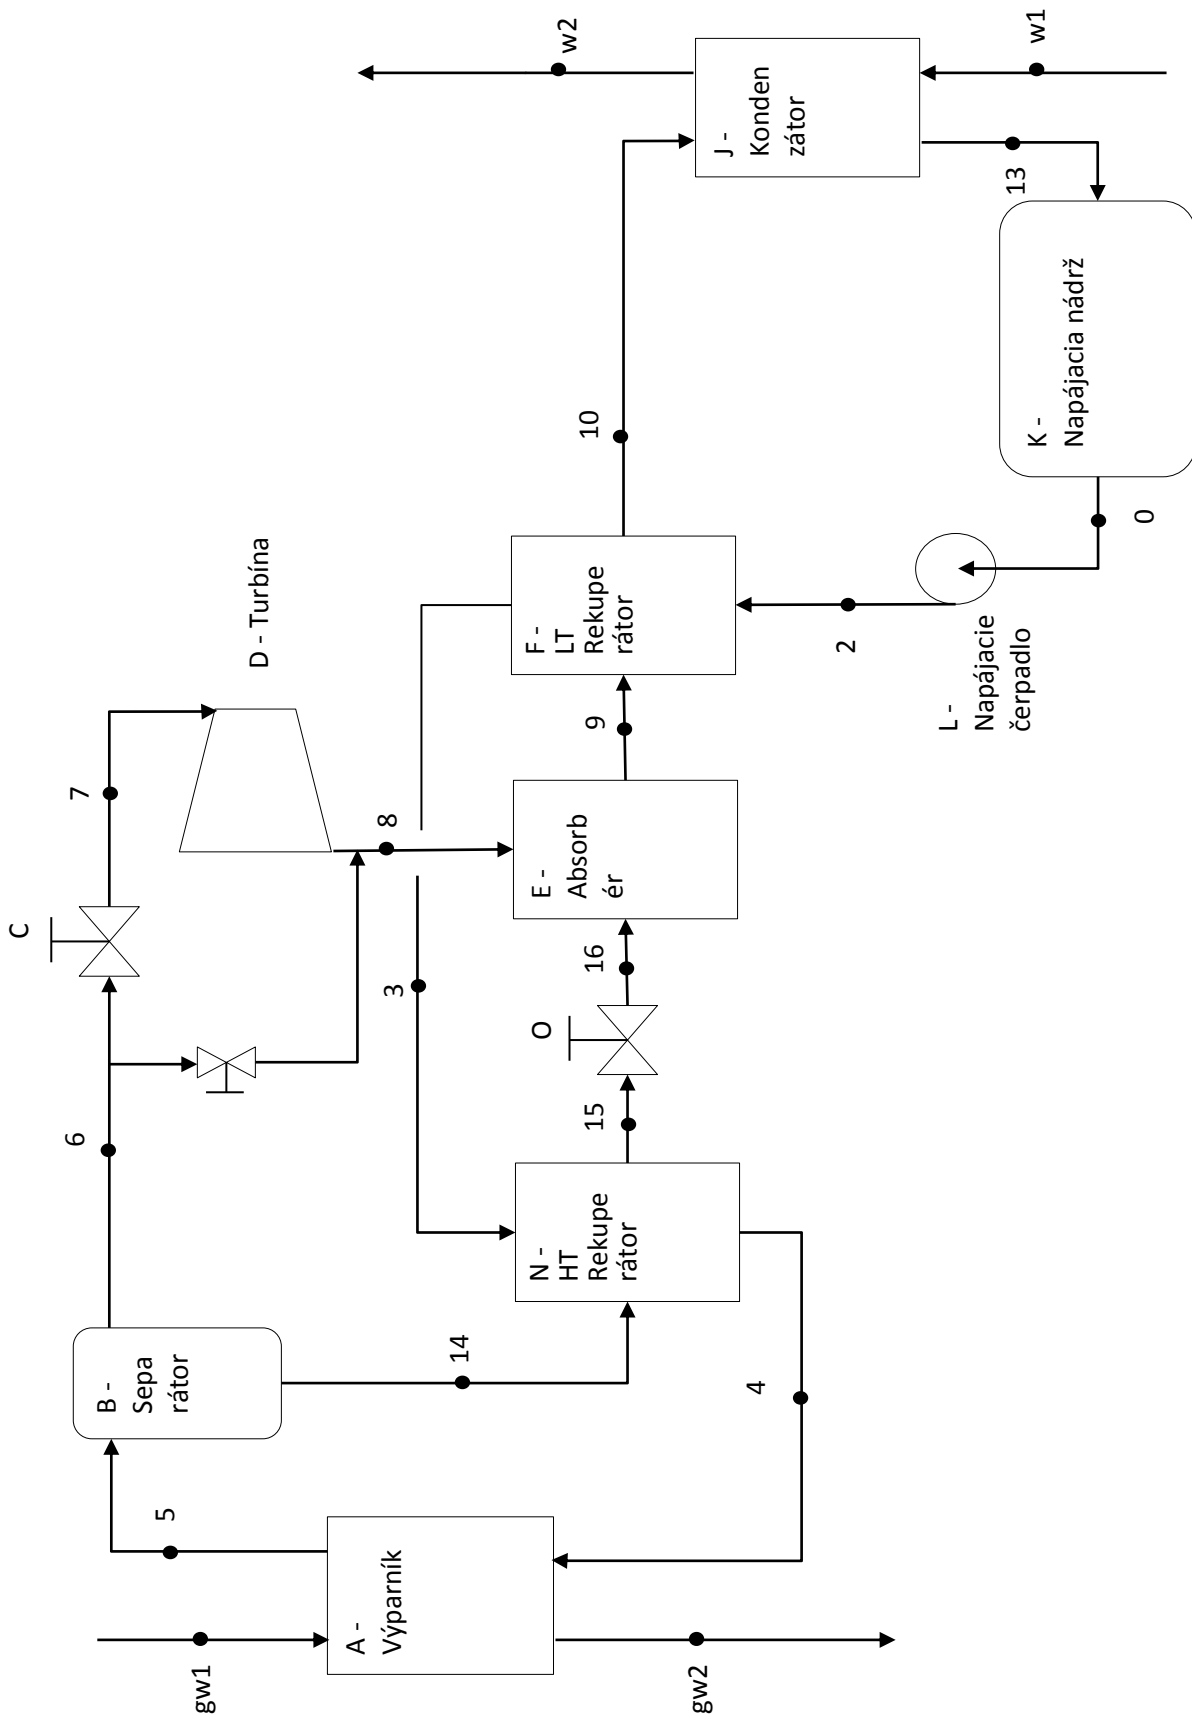 gw1
gw2
A -
Výparník
5
4
B -
Sepa
rátor
14
6
C
7
D - Turbína
8
3
N -
HT
Rekupe
rátor
15
O
16
E -
Absorb
ér
9
F -
LT
Rekupe
rátor
10
2
L -
Napájacie
čerpadlo
0
K -
Napájacia nádrž
13
J -
Konden
zátor
w2
w1